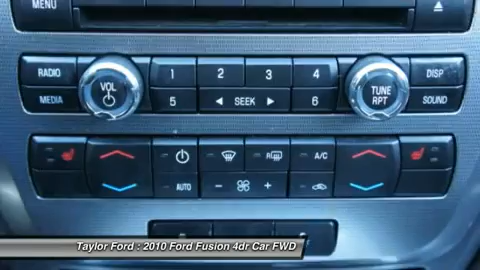 MENU
RADIO 1 2 3 4 DISP
VOL TUNE
RPT
MEDIA 5 SEEK 6 SOUND
R A/C
AUTO - +
Taylor Ford : 2010 Ford Fusion 4dr Car FWD